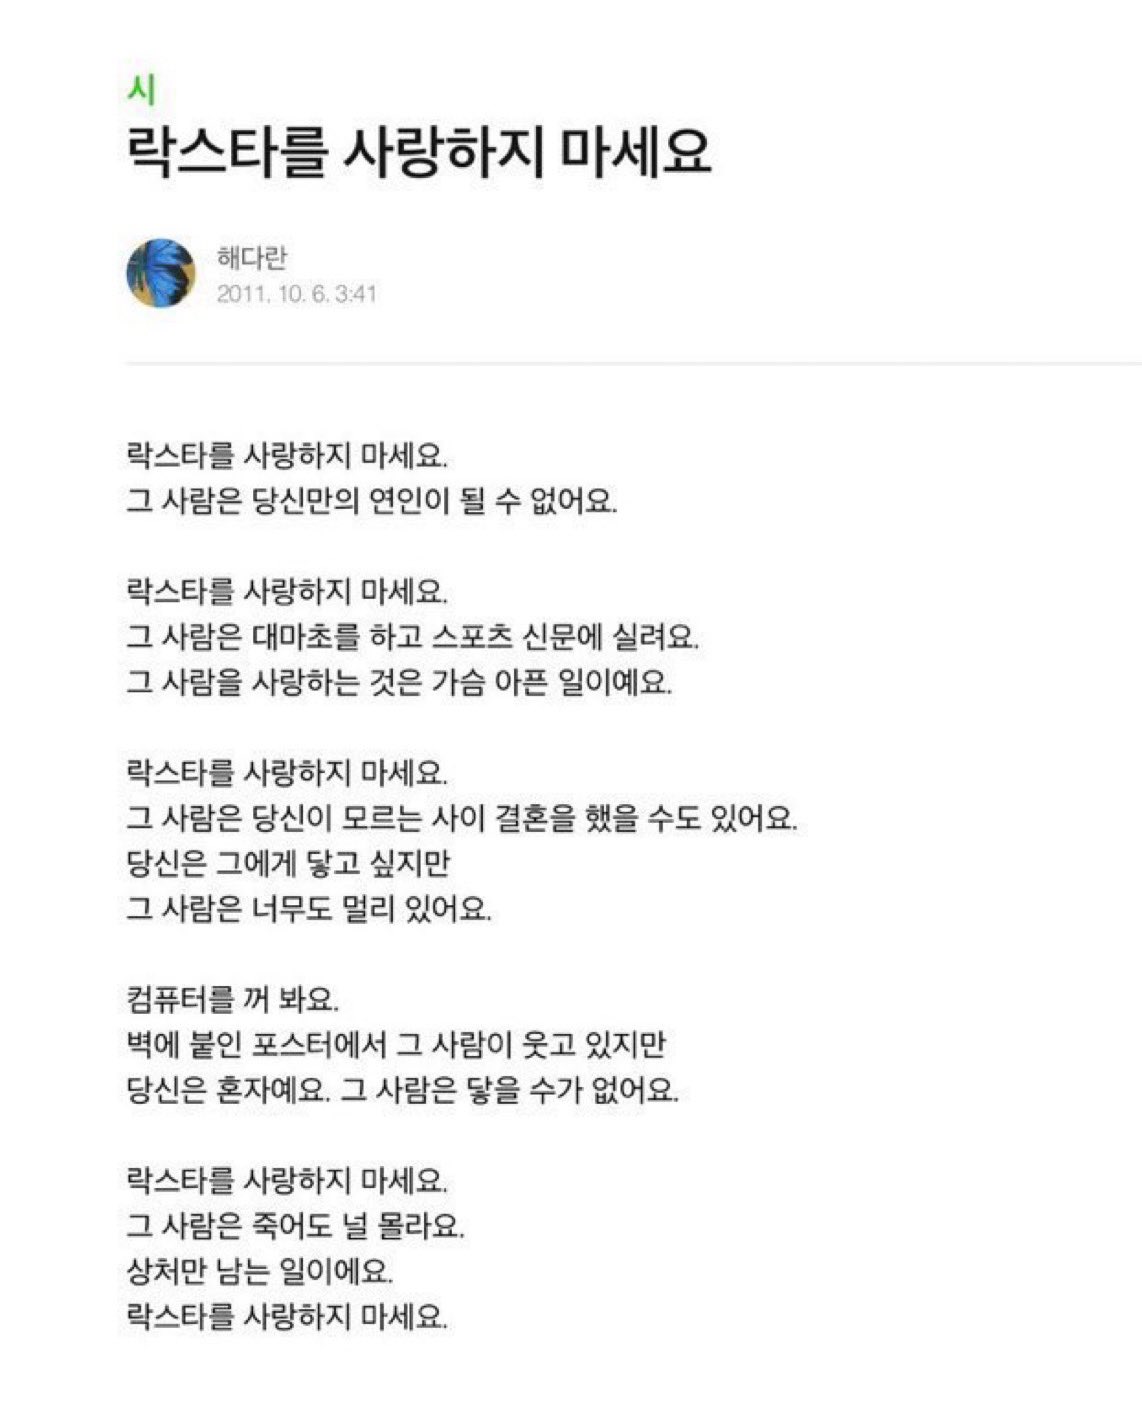 시
락스타를 사랑하지 마세요
해다란
2011. 10. 6. 3:41
락스타를 사랑하지 마세요.
그 사람은 당신만의 연인이 될 수 없어요.
락스타를 사랑하지 마세요.
그 사람은 대마초를 하고 스포츠 신문에 실려요.
그 사람을 사랑하는 것은 가슴 아픈 일이예요.
락스타를 사랑하지 마세요.
그 사람은 당신이 모르는 사이 결혼을 했을 수도 있어요.
당신은 그에게 닿고 싶지만
그 사람은 너무도 멀리 있어요.
컴퓨터를 꺼 봐요.
벽에 붙인 포스터에서 그 사람이 웃고 있지만
당신은 혼자예요. 그 사람은 닿을 수가 없어요.
락스타를 사랑하지 마세요.
그 사람은 죽어도 널 몰라요.
상처만 남는 일이에요.
락스타를 사랑하지 마세요.